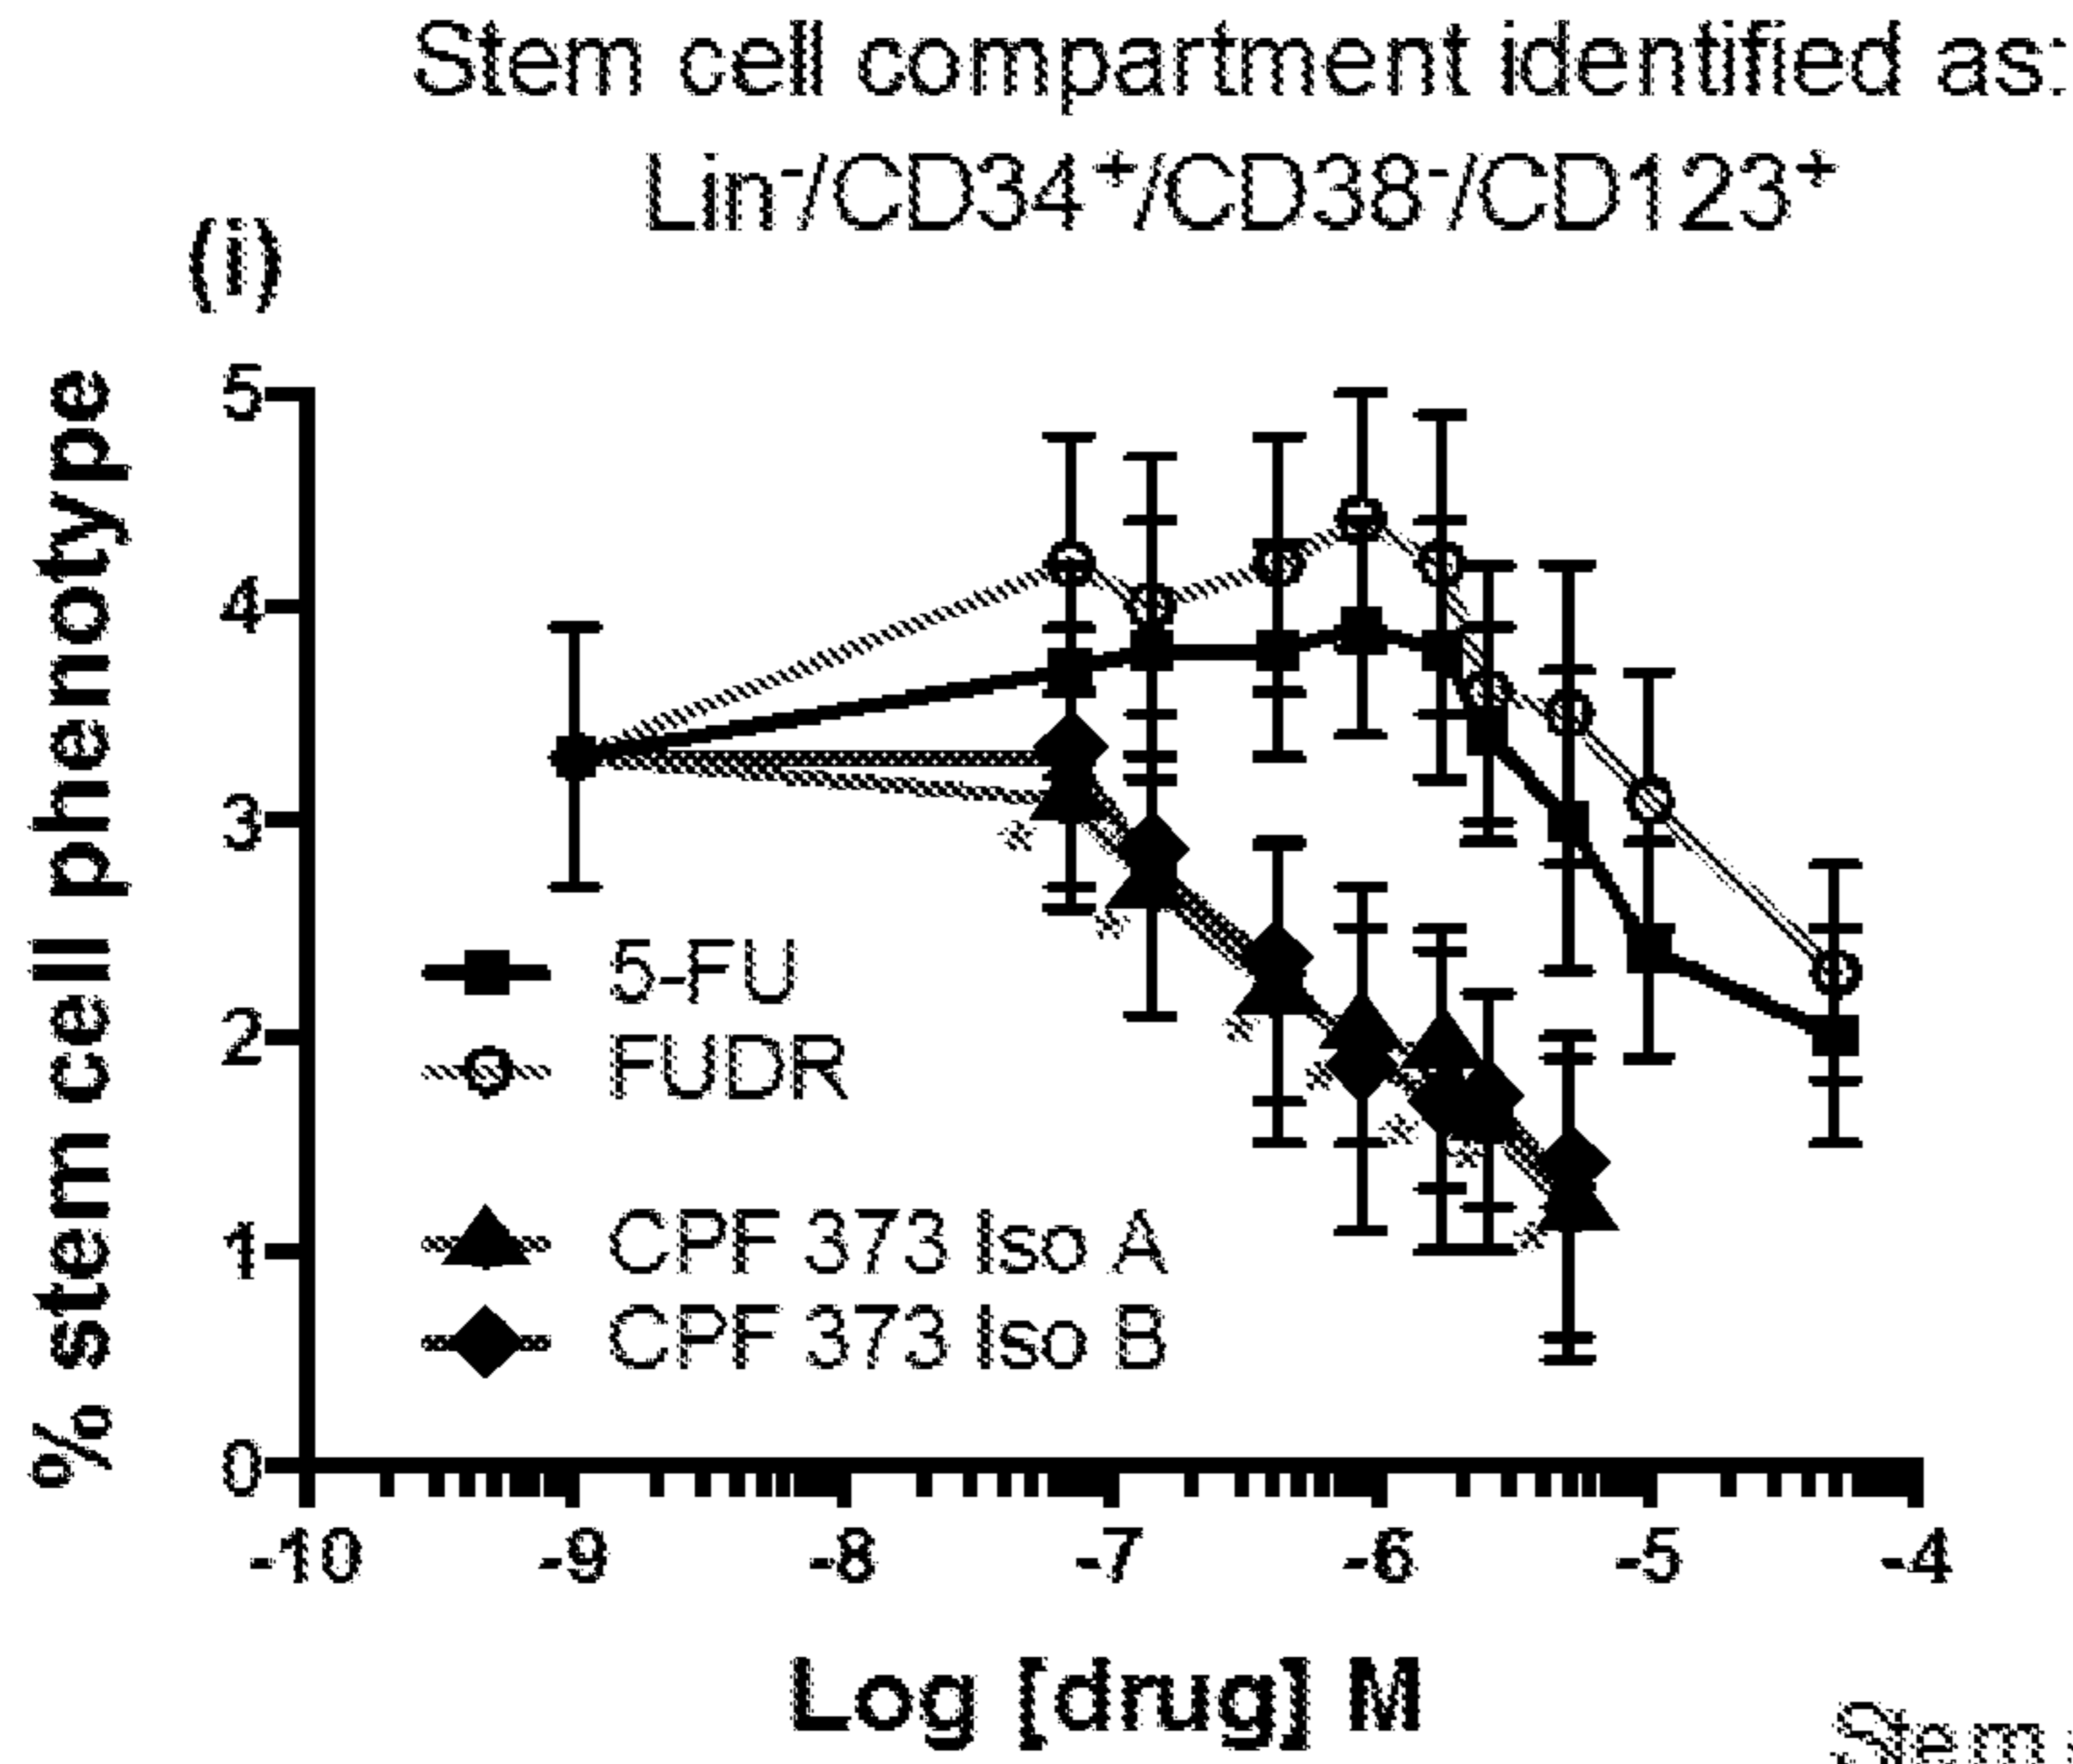 Stem cell compartment identified as:
Lin⁻/CD34⁺/CD38⁻/CD123⁺
(i)
% stem cell phenotype
5
4
3
2
1
0
5-FU
FUDR
CPF 373 Iso A
CPF 373 Iso B
* * * * * * *
-10 -9 -8 -7 -6 -5 -4
Log [drug] M
Stem